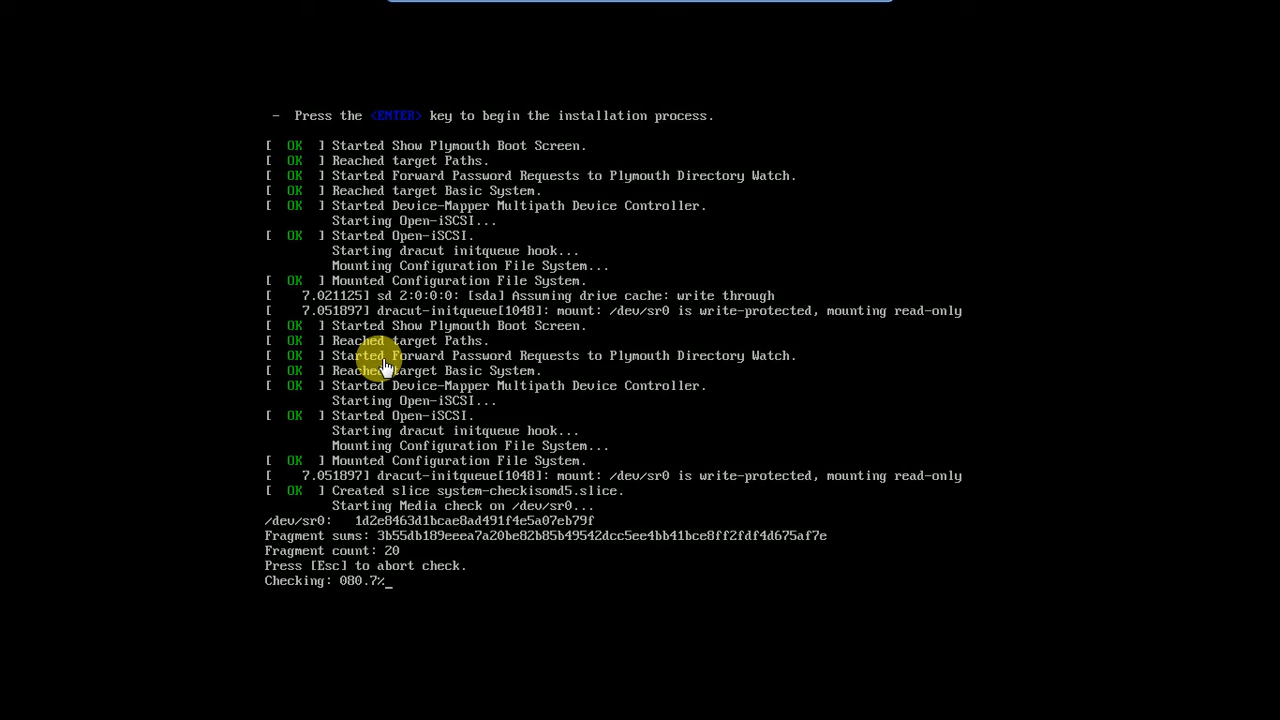 - Press the <ENTER> key to begin the installation process.
[ OK ] Started Show Plymouth Boot Screen.
[ OK ] Reached target Paths.
[ OK ] Started Forward Password Requests to Plymouth Directory Watch.
[ OK ] Reached target Basic System.
[ OK ] Started Device-Mapper Multipath Device Controller.
Starting Open-iSCSI...
[ OK ] Started Open-iSCSI.
Starting dracut initqueue hook...
Mounting Configuration File System...
[ OK ] Mounted Configuration File System.
[ 7.021125] sd 2:0:0:0: [sda] Assuming drive cache: write through
[ 7.051897] dracut-initqueue[1048]: mount: /dev/sr0 is write-protected, mounting read-only
[ OK ] Started Show Plymouth Boot Screen.
[ OK ] Reached target Paths.
[ OK ] Started Forward Password Requests to Plymouth Directory Watch.
[ OK ] Reached target Basic System.
[ OK ] Started Device-Mapper Multipath Device Controller.
Starting Open-iSCSI...
[ OK ] Started Open-iSCSI.
Starting dracut initqueue hook...
Mounting Configuration File System...
[ OK ] Mounted Configuration File System.
[ 7.051897] dracut-initqueue[1048]: mount: /dev/sr0 is write-protected, mounting read-only
[ OK ] Created slice system-checkisomd5.slice.
Starting Media check on /dev/sr0...
/dev/sr0: 1d2e8463d1bcae8ad491f4e5a07eb79f
Fragment sums: 3b55db189eeea7a20be82b85b49542dcc5ee4bb41bce8ff2fdf4d675af7e
Fragment count: 20
Press [Esc] to abort check.
Checking: 080.7%_